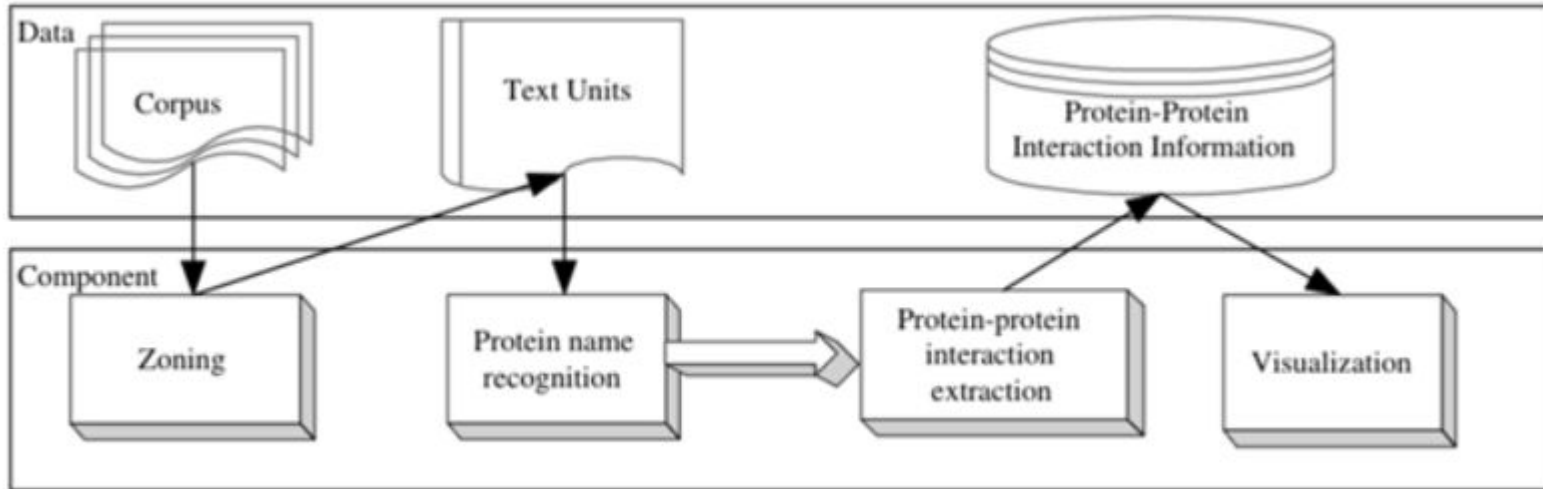 Data
Corpus
Text Units
Protein-Protein
Interaction Information
Component
Zoning
Protein name
recognition
Protein-protein
interaction
extraction
Visualization